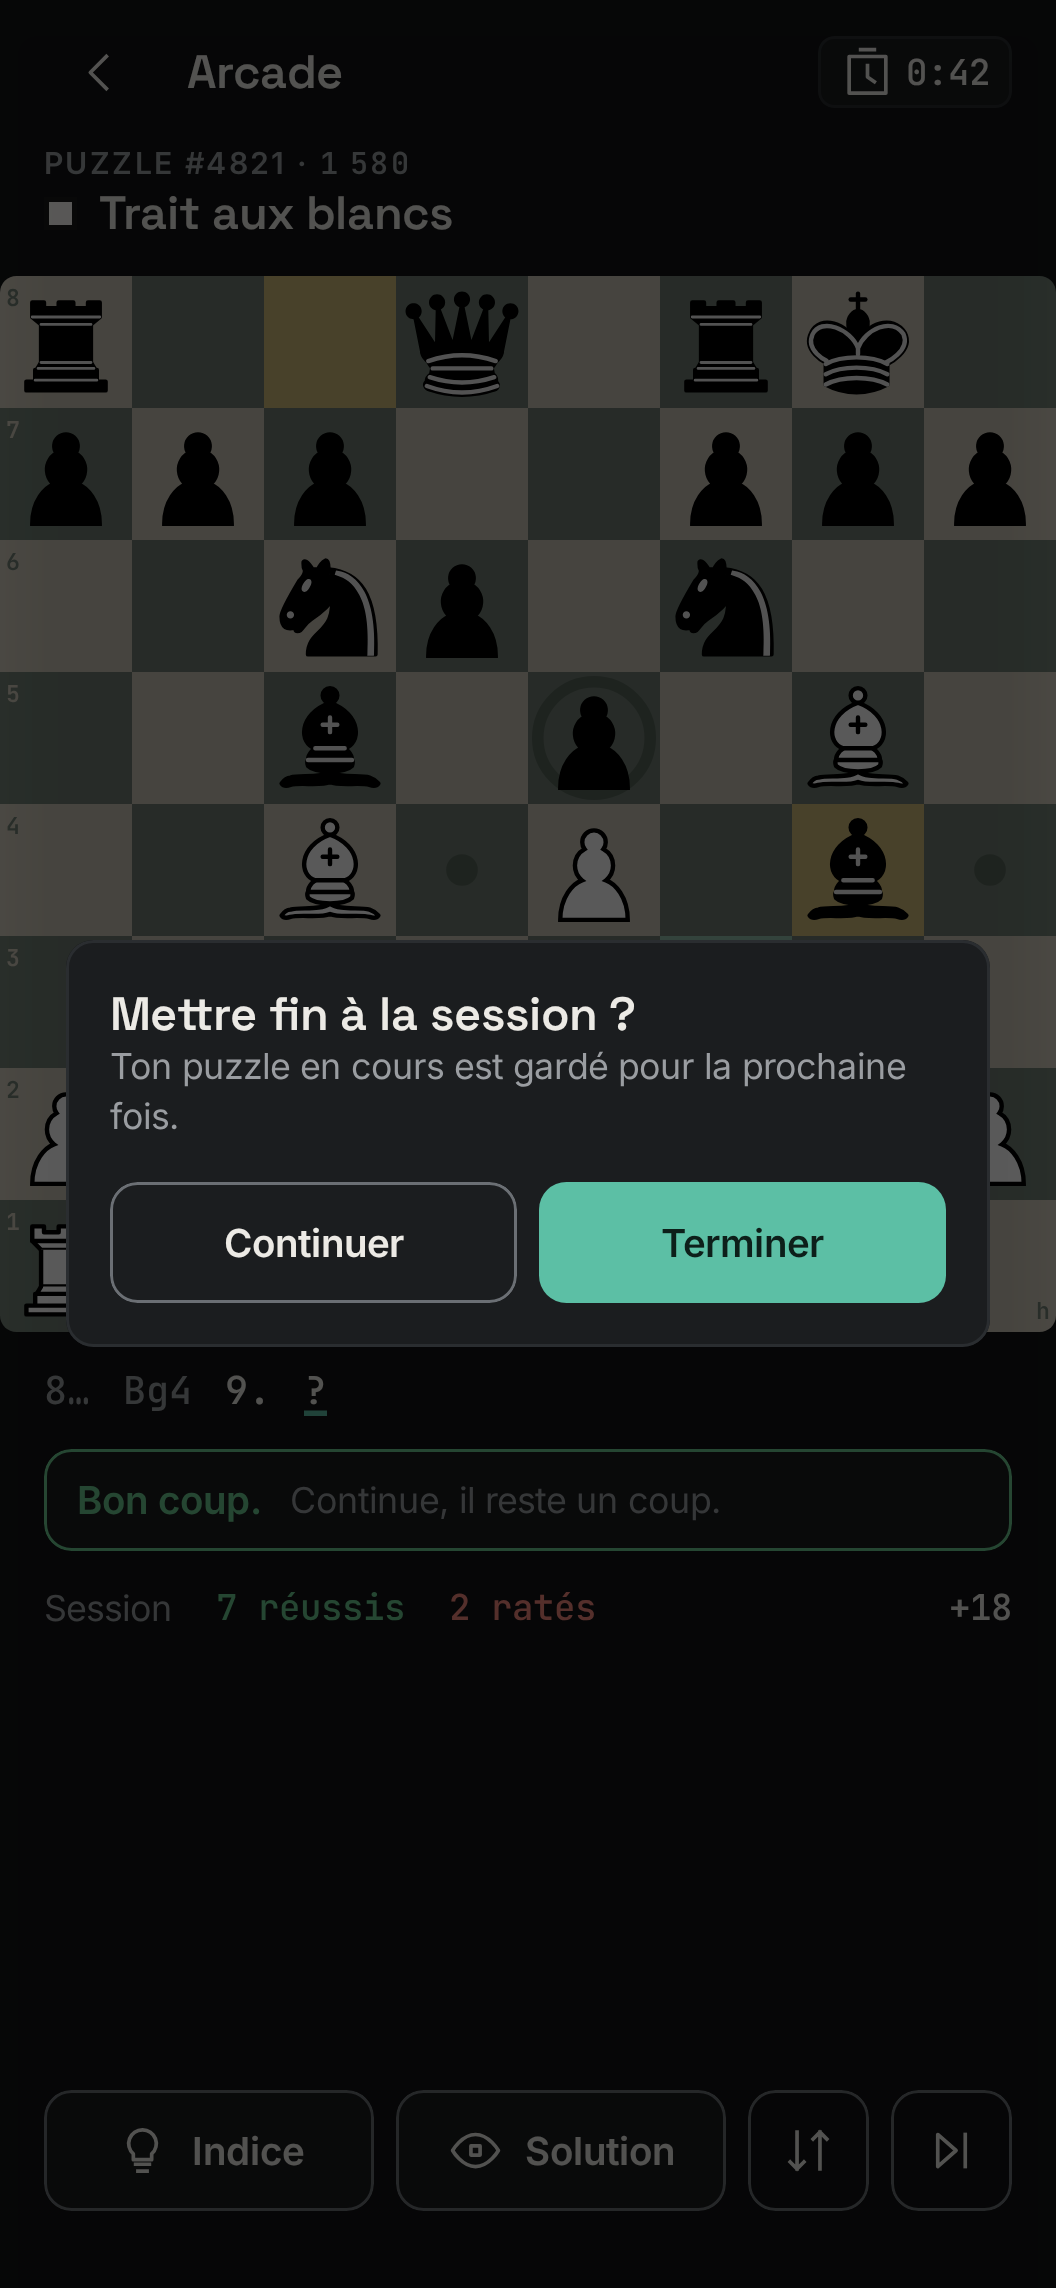 Arcade
0:42
PUZZLE #4821 · 1 580
Trait aux blancs
8
7
6
5
4
3
2
1
h
Mettre fin à la session ?
Ton puzzle en cours est gardé pour la prochaine
fois.
Continuer
Terminer
8… Bg4 9. ?
Bon coup. Continue, il reste un coup.
Session 7 réussis 2 ratés +18
Indice
Solution